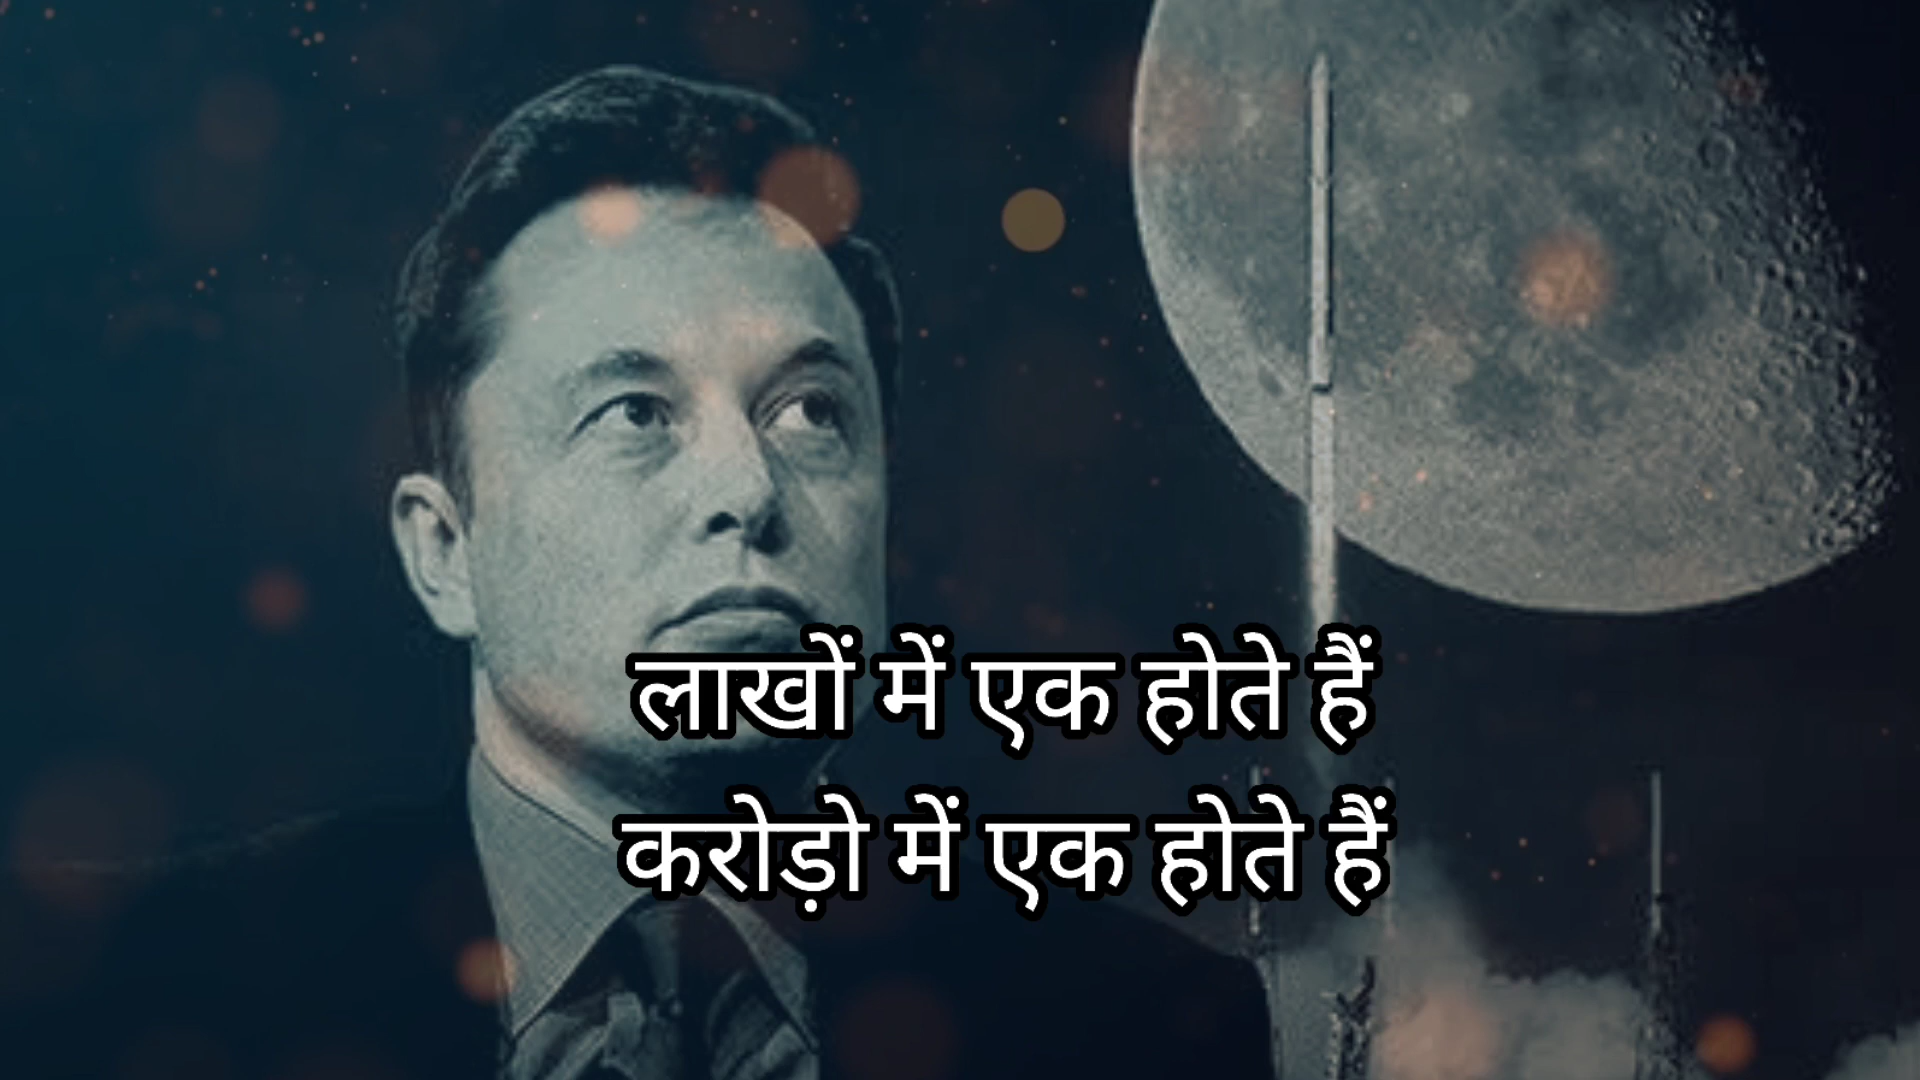 लाखों में एक होते हैं
करोड़ो में एक होते हैं